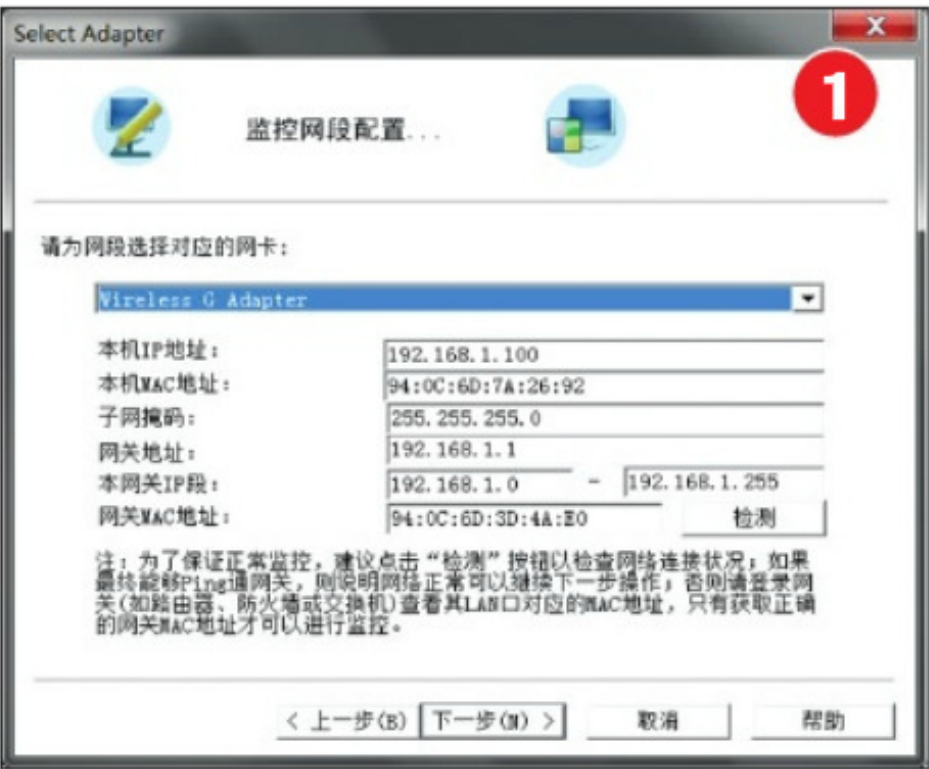 Select Adapter
1
监控网段配置...
请为网段选择对应的网卡：
Wireless G Adapter
本机IP地址： 192.168.1.100
本机MAC地址： 94:0C:6D:7A:26:92
子网掩码： 255.255.255.0
网关地址： 192.168.1.1
本网关IP段： 192.168.1.0 - 192.168.1.255
网关MAC地址： 94:0C:6D:3D:4A:E0 检测
注：为了保证正常监控，建议点击“检测”按钮以检查网络连接状况；如果
最终能够Ping通网关，则说明网络正常可以继续下一步操作；否则请登录网
关(如路由器、防火墙或交换机)查看其LAN口对应的MAC地址，只有获取正确
的网关MAC地址才可以进行监控。
< 上一步(B) 下一步(N) > 取消 帮助